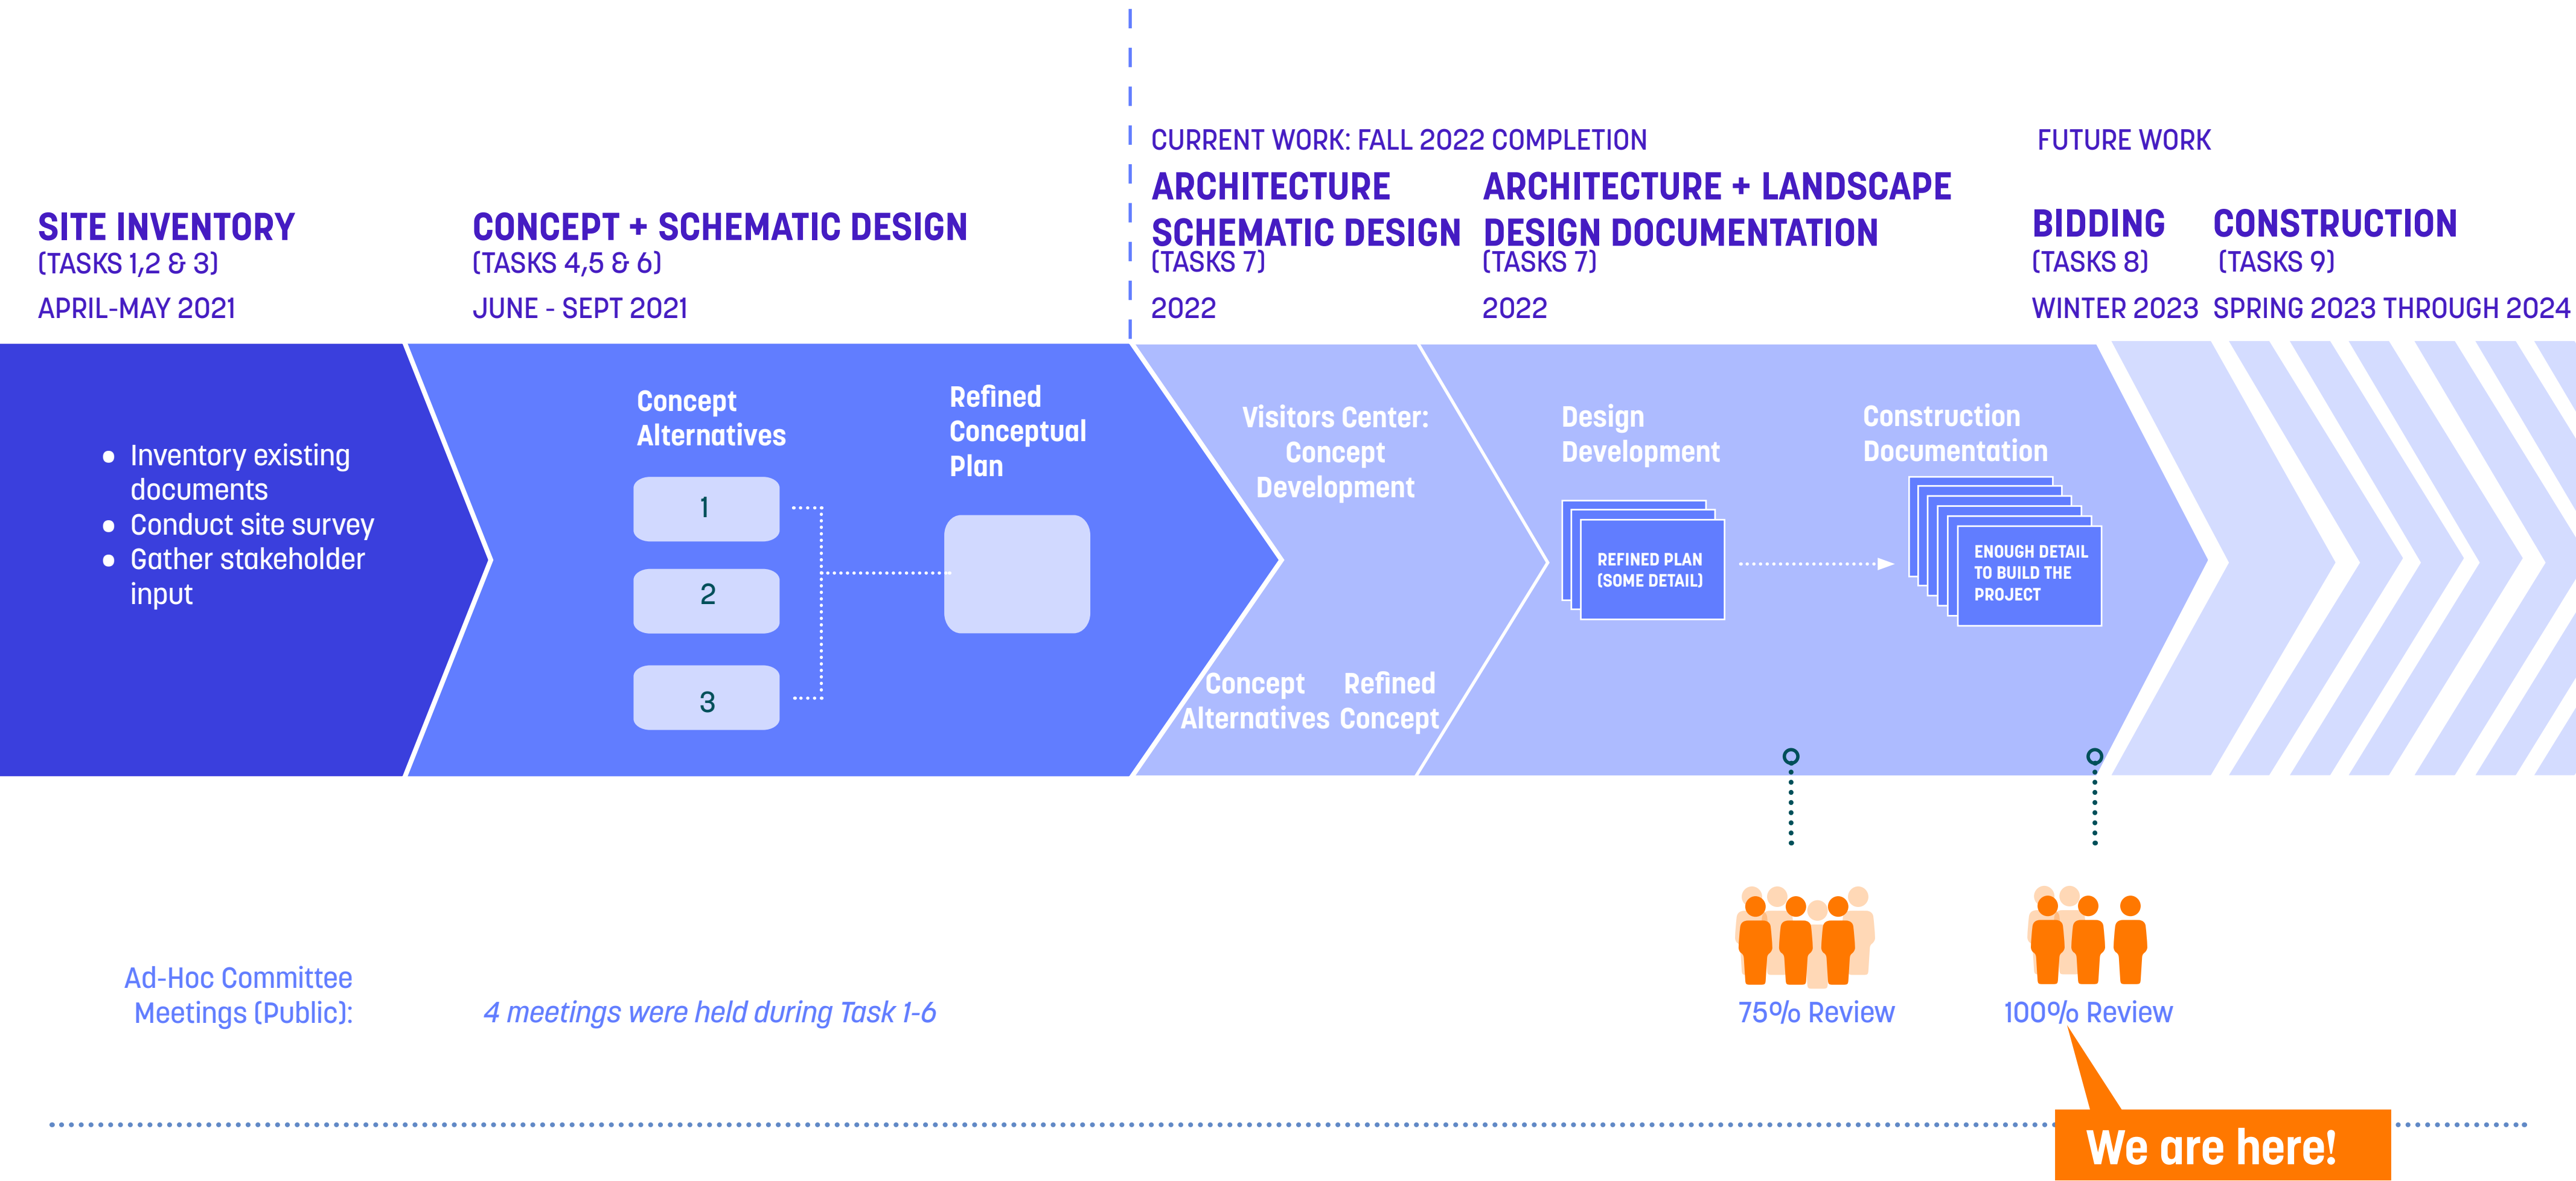 CURRENT WORK: FALL 2022 COMPLETION
FUTURE WORK
SITE INVENTORY
(TASKS 1,2 & 3)
APRIL-MAY 2021
CONCEPT + SCHEMATIC DESIGN
(TASKS 4,5 & 6)
JUNE - SEPT 2021
ARCHITECTURE
SCHEMATIC DESIGN
(TASKS 7)
2022
ARCHITECTURE + LANDSCAPE
DESIGN DOCUMENTATION
(TASKS 7)
2022
BIDDING
(TASKS 8)
WINTER 2023
CONSTRUCTION
(TASKS 9)
SPRING 2023 THROUGH 2024
• Inventory existing
documents
• Conduct site survey
• Gather stakeholder
input
Concept
Alternatives
1
2
3
Refined
Conceptual
Plan
Visitors Center:
Concept
Development
Concept
Alternatives
Refined
Concept
Design
Development
REFINED PLAN
(SOME DETAIL)
Construction
Documentation
ENOUGH DETAIL
TO BUILD THE
PROJECT
Ad-Hoc Committee
Meetings (Public):
4 meetings were held during Task 1-6
75% Review
100% Review
We are here!